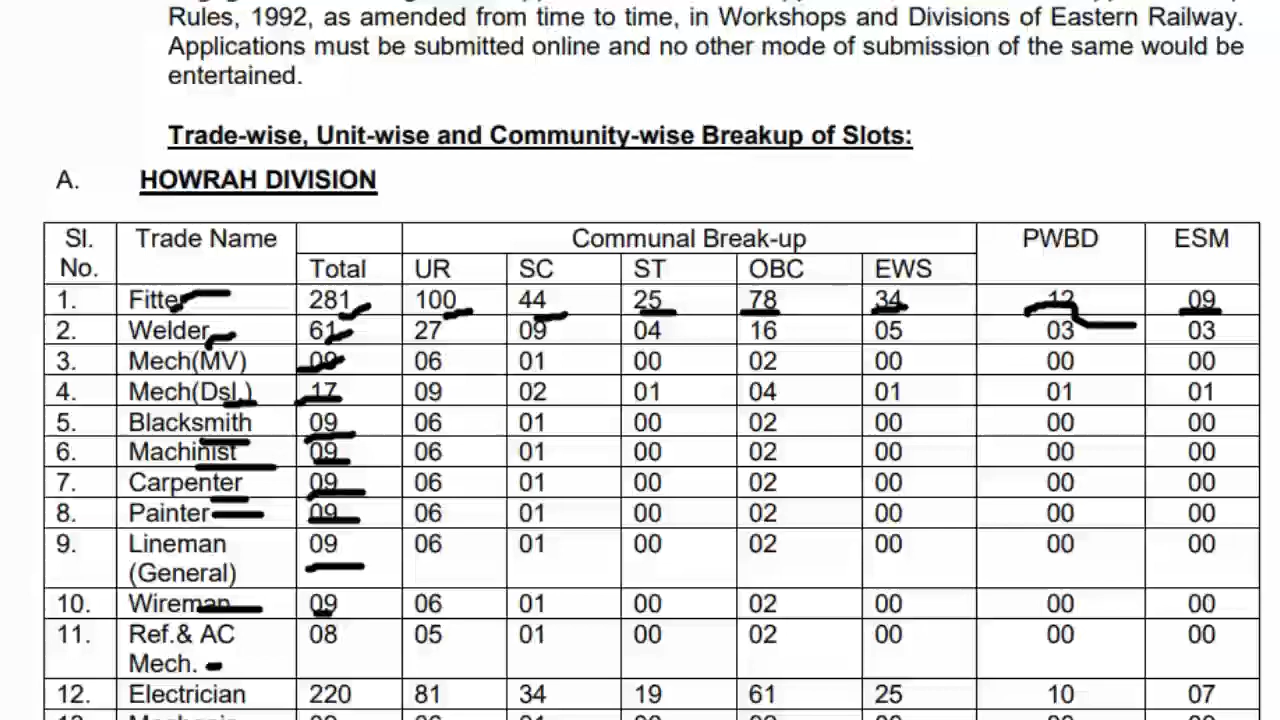 Rules, 1992, as amended from time to time, in Workshops and Divisions of Eastern Railway.
Applications must be submitted online and no other mode of submission of the same would be
entertained.
Trade-wise, Unit-wise and Community-wise Breakup of Slots:
A. HOWRAH DIVISION
Sl. No. Trade Name Communal Break-up PWBD ESM
Total UR SC ST OBC EWS
1. Fitter 281 100 44 25 78 34 12 09
2. Welder 61 27 09 04 16 05 03 03
3. Mech(MV) 09 06 01 00 02 00 00 00
4. Mech(Dsl.) 17 09 02 01 04 01 01 01
5. Blacksmith 09 06 01 00 02 00 00 00
6. Machinist 09 06 01 00 02 00 00 00
7. Carpenter 09 06 01 00 02 00 00 00
8. Painter 09 06 01 00 02 00 00 00
9. Lineman 09 06 01 00 02 00 00 00
(General)
10. Wireman 09 06 01 00 02 00 00 00
11. Ref.& AC 08 05 01 00 02 00 00 00
Mech.
12. Electrician 220 81 34 19 61 25 10 07